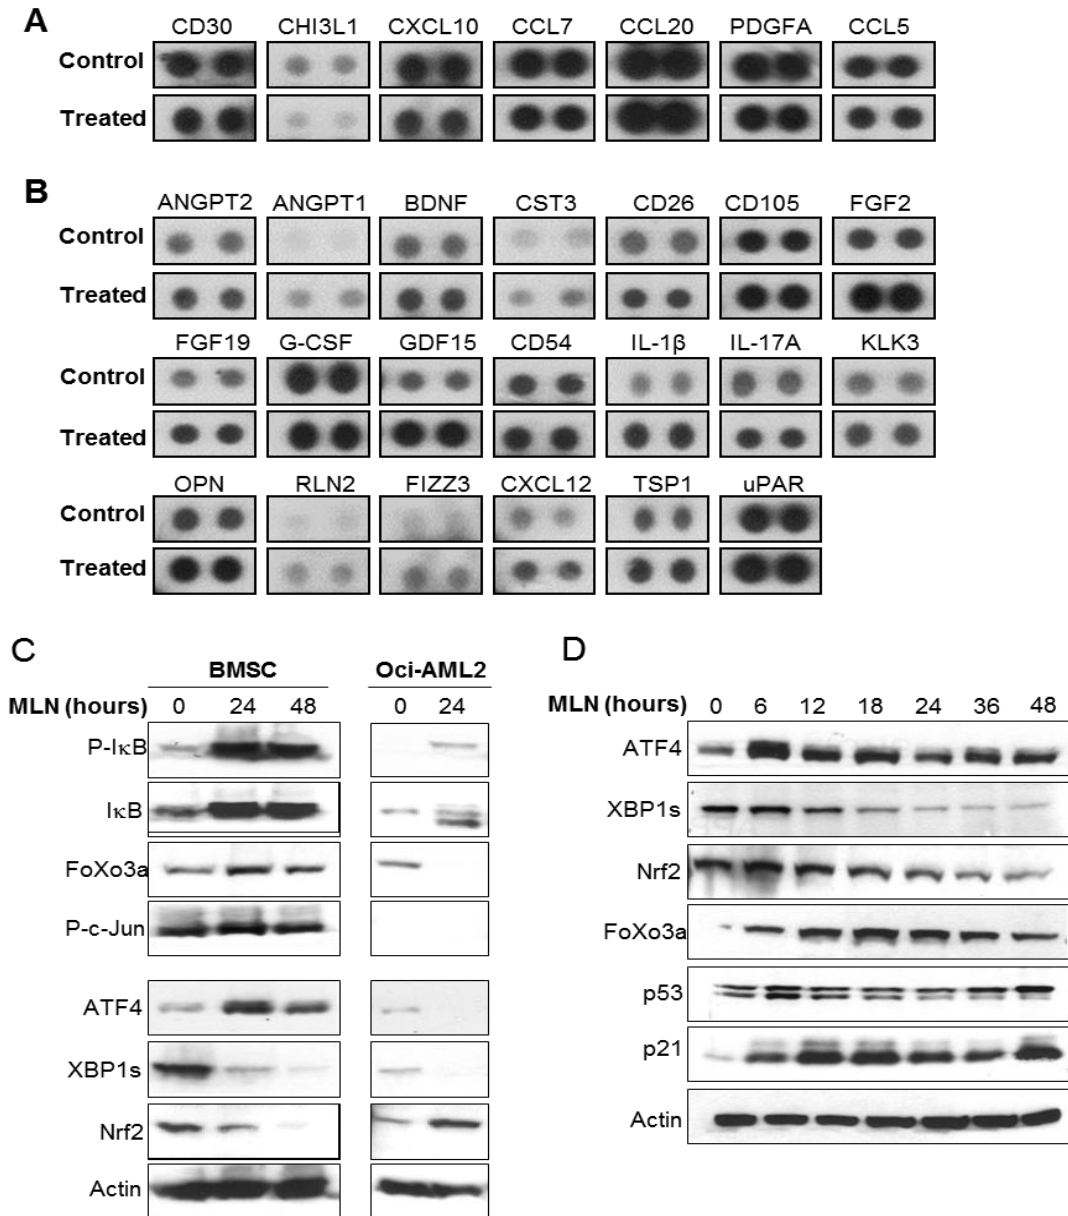 A
CD30 CHI3L1 CXCL10 CCL7 CCL20 PDGFA CCL5
Control
Treated
B
ANGPT2 ANGPT1 BDNF CST3 CD26 CD105 FGF2
Control
Treated
FGF19 G-CSF GDF15 CD54 IL-1β IL-17A KLK3
Control
Treated
OPN RLN2 FIZZ3 CXCL12 TSP1 uPAR
Control
Treated
C
BMSC Oci-AML2
MLN (hours) 0 24 48 0 24
P-IκB
IκB
FoXo3a
P-c-Jun
ATF4
XBP1s
Nrf2
Actin
D
MLN (hours) 0 6 12 18 24 36 48
ATF4
XBP1s
Nrf2
FoXo3a
p53
p21
Actin